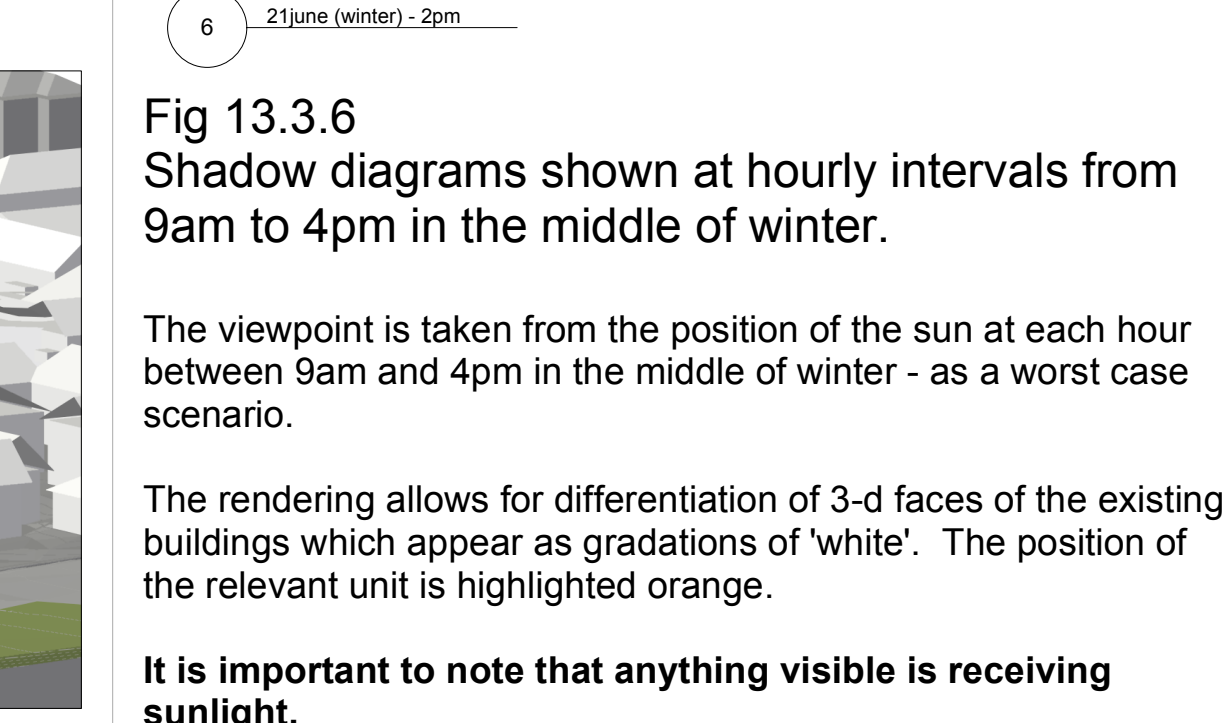 6
21june (winter) - 2pm
Fig 13.3.6
Shadow diagrams shown at hourly intervals from
9am to 4pm in the middle of winter.
The viewpoint is taken from the position of the sun at each hour
between 9am and 4pm in the middle of winter - as a worst case
scenario.
The rendering allows for differentiation of 3-d faces of the existing
buildings which appear as gradations of 'white'.  The position of
the relevant unit is highlighted orange.
It is important to note that anything visible is receiving
sunlight.